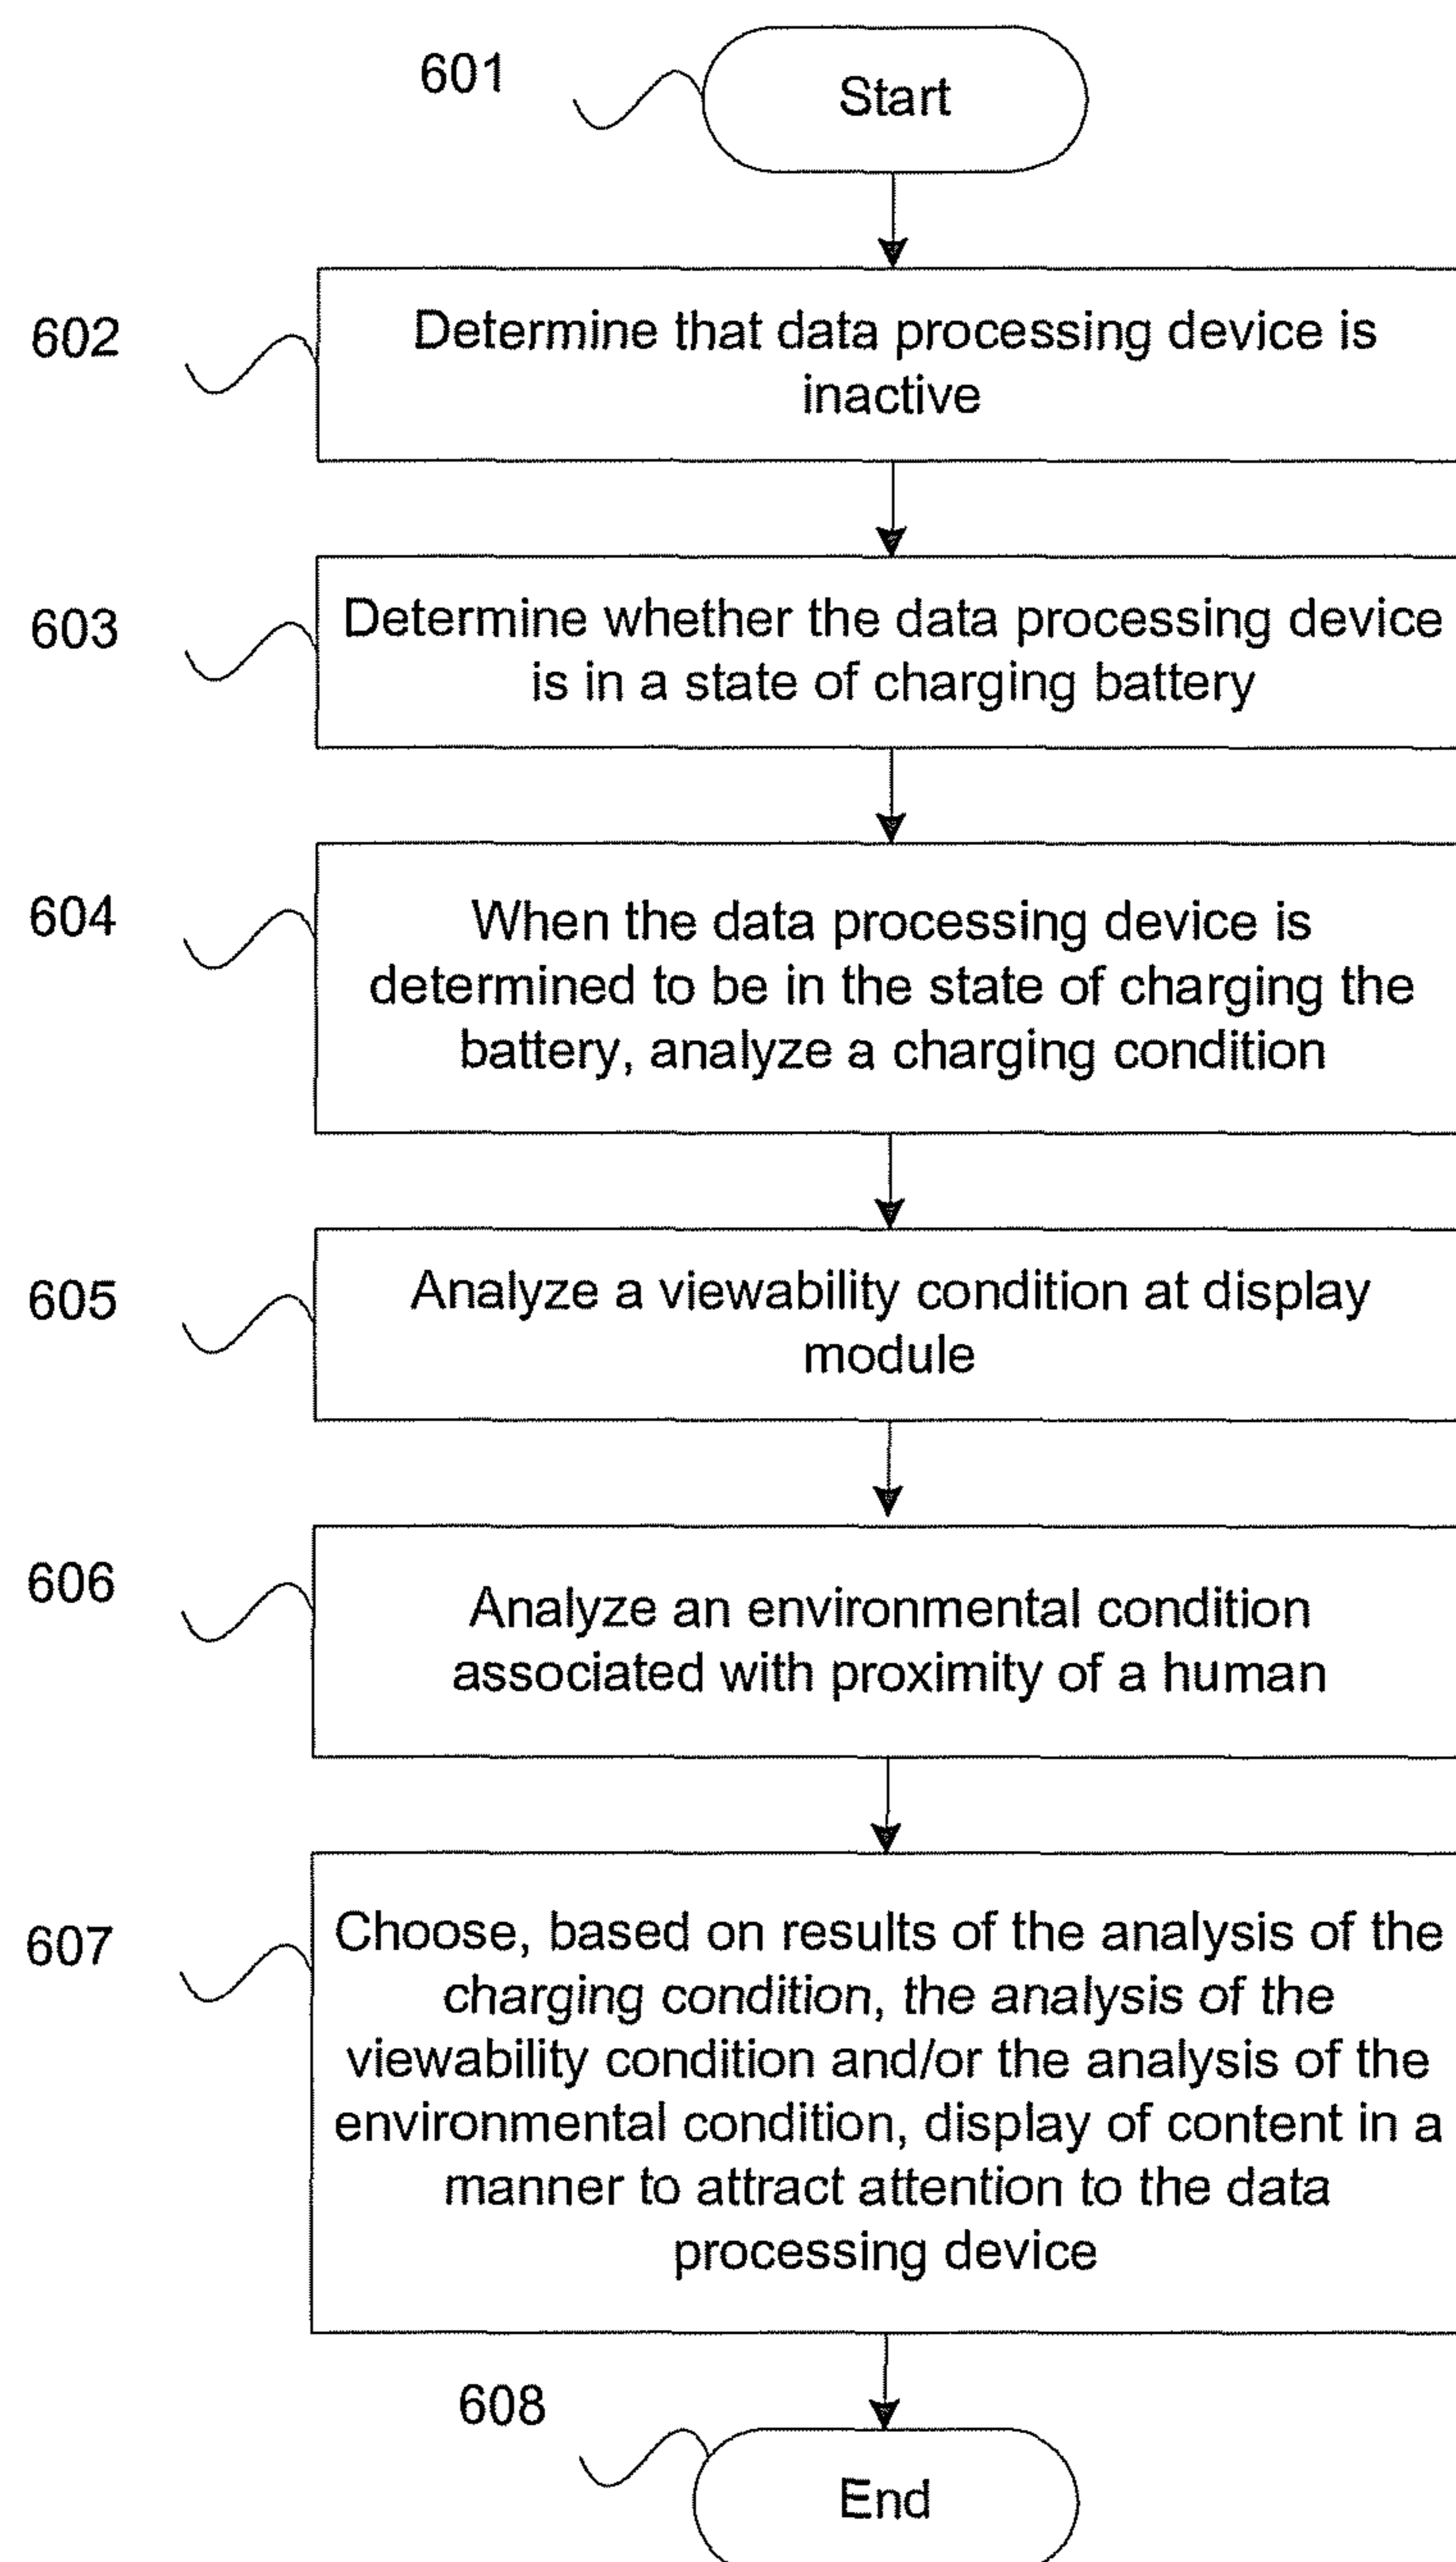 601
Start
602
Determine that data processing device is
inactive
603
Determine whether the data processing device
is in a state of charging battery
604
When the data processing device is
determined to be in the state of charging the
battery, analyze a charging condition
605
Analyze a viewability condition at display
module
606
Analyze an environmental condition
associated with proximity of a human
607
Choose, based on results of the analysis of the
charging condition, the analysis of the
viewability condition and/or the analysis of the
environmental condition, display of content in a
manner to attract attention to the data
processing device
608
End